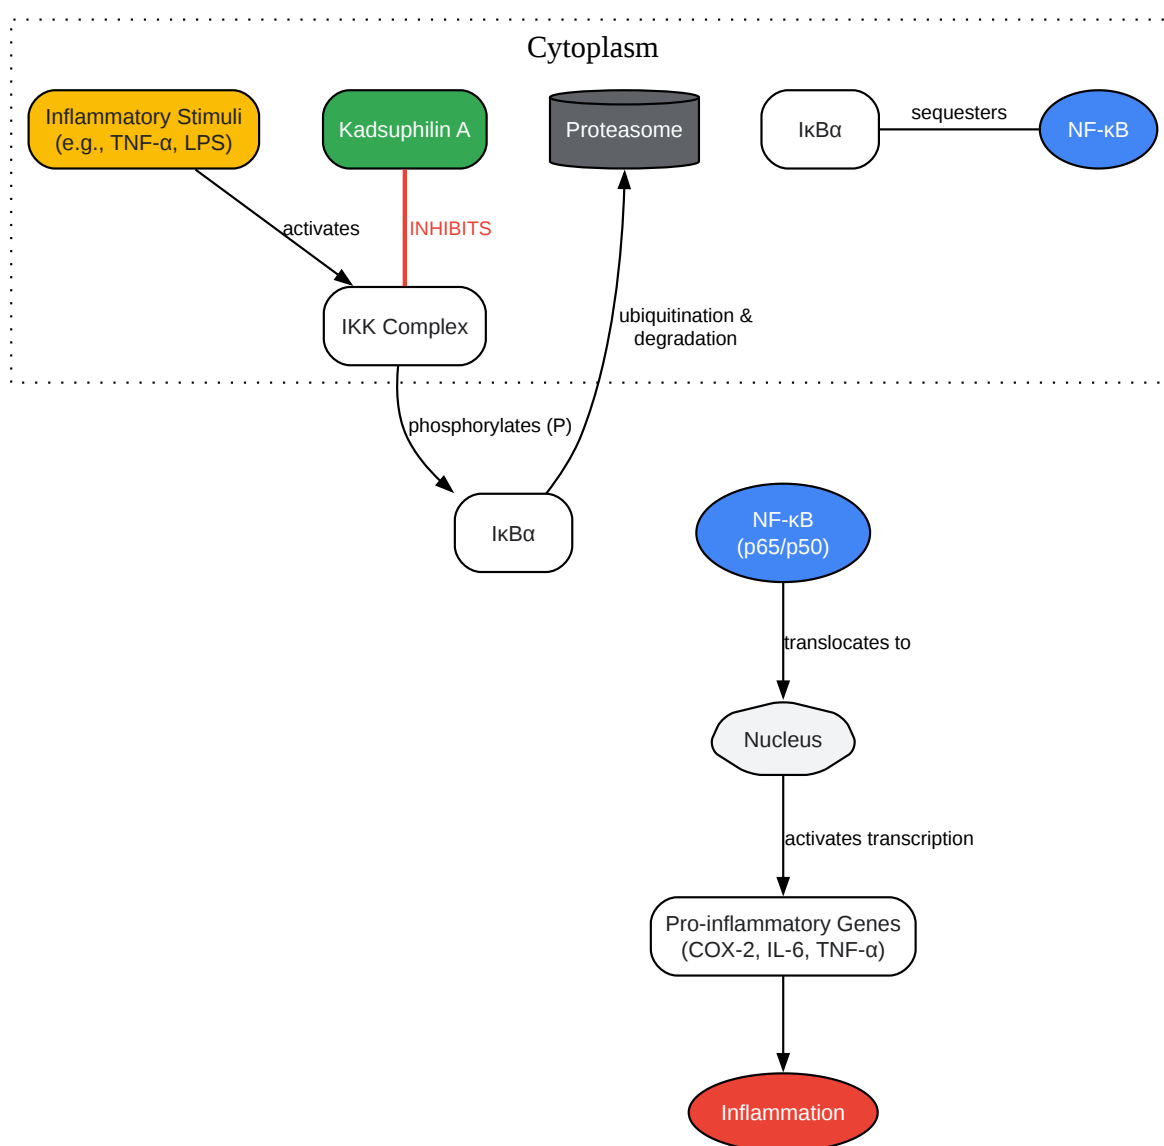 Cytoplasm
Inflammatory Stimuli
(e.g., TNF-α, LPS)
Kadsuphilin A
Proteasome
IκBα
sequesters
NF-κB
activates
INHIBITS
IKK Complex
ubiquitination &
degradation
phosphorylates (P)
IκBα
NF-κB
(p65/p50)
translocates to
Nucleus
activates transcription
Pro-inflammatory Genes
(COX-2, IL-6, TNF-α)
Inflammation